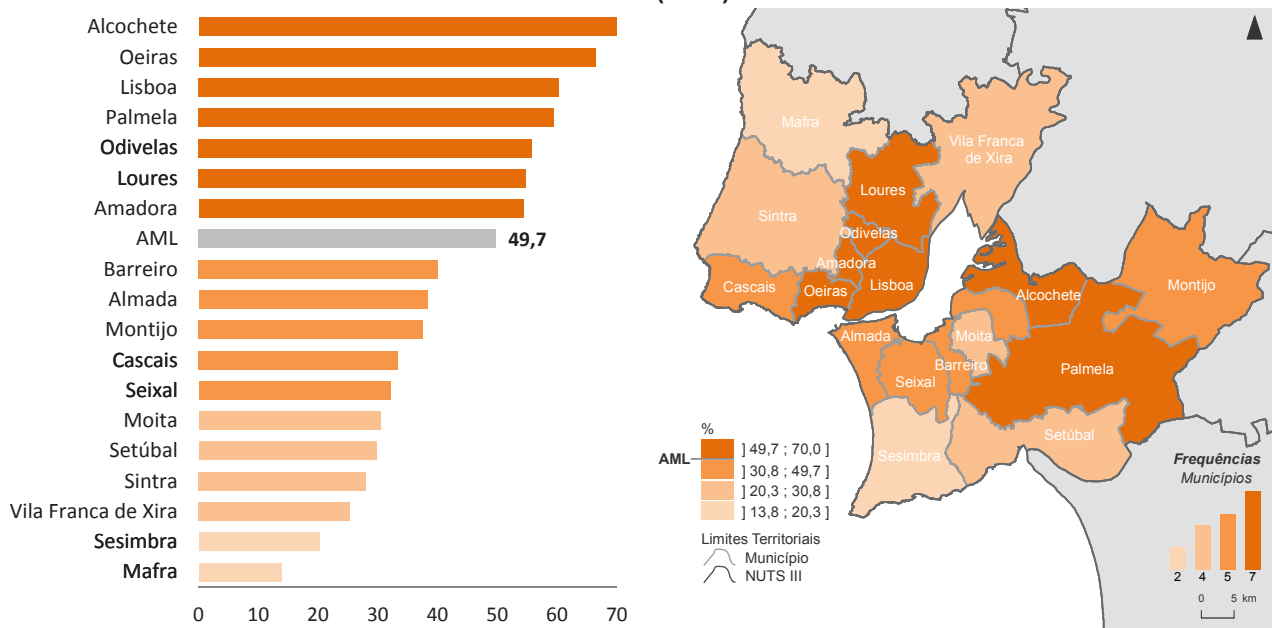 Alcochete
Oeiras
Lisboa
Palmela
Odivelas
Loures
Amadora
AML
49,7
Barreiro
Almada
Montijo
Cascais
Seixal
Moita
Setúbal
Sintra
Vila Franca de Xira
Sesimbra
Mafra
0 10 20 30 40 50 60 70
Mafra
Vila Franca
de Xira
Loures
Sintra
Odivelas
Amadora
Cascais
Oeiras
Lisboa
Alcochete
Montijo
Almada
Moita
Barreiro
Seixal
Palmela
Setúbal
Sesimbra
%
] 49,7 ; 70,0 ]
AML
] 30,8 ; 49,7 ]
] 20,3 ; 30,8 ]
] 13,8 ; 20,3 ]
Limites Territoriais
Município
NUTS III
Frequências
Municípios
2 4 5 7
0 5 km